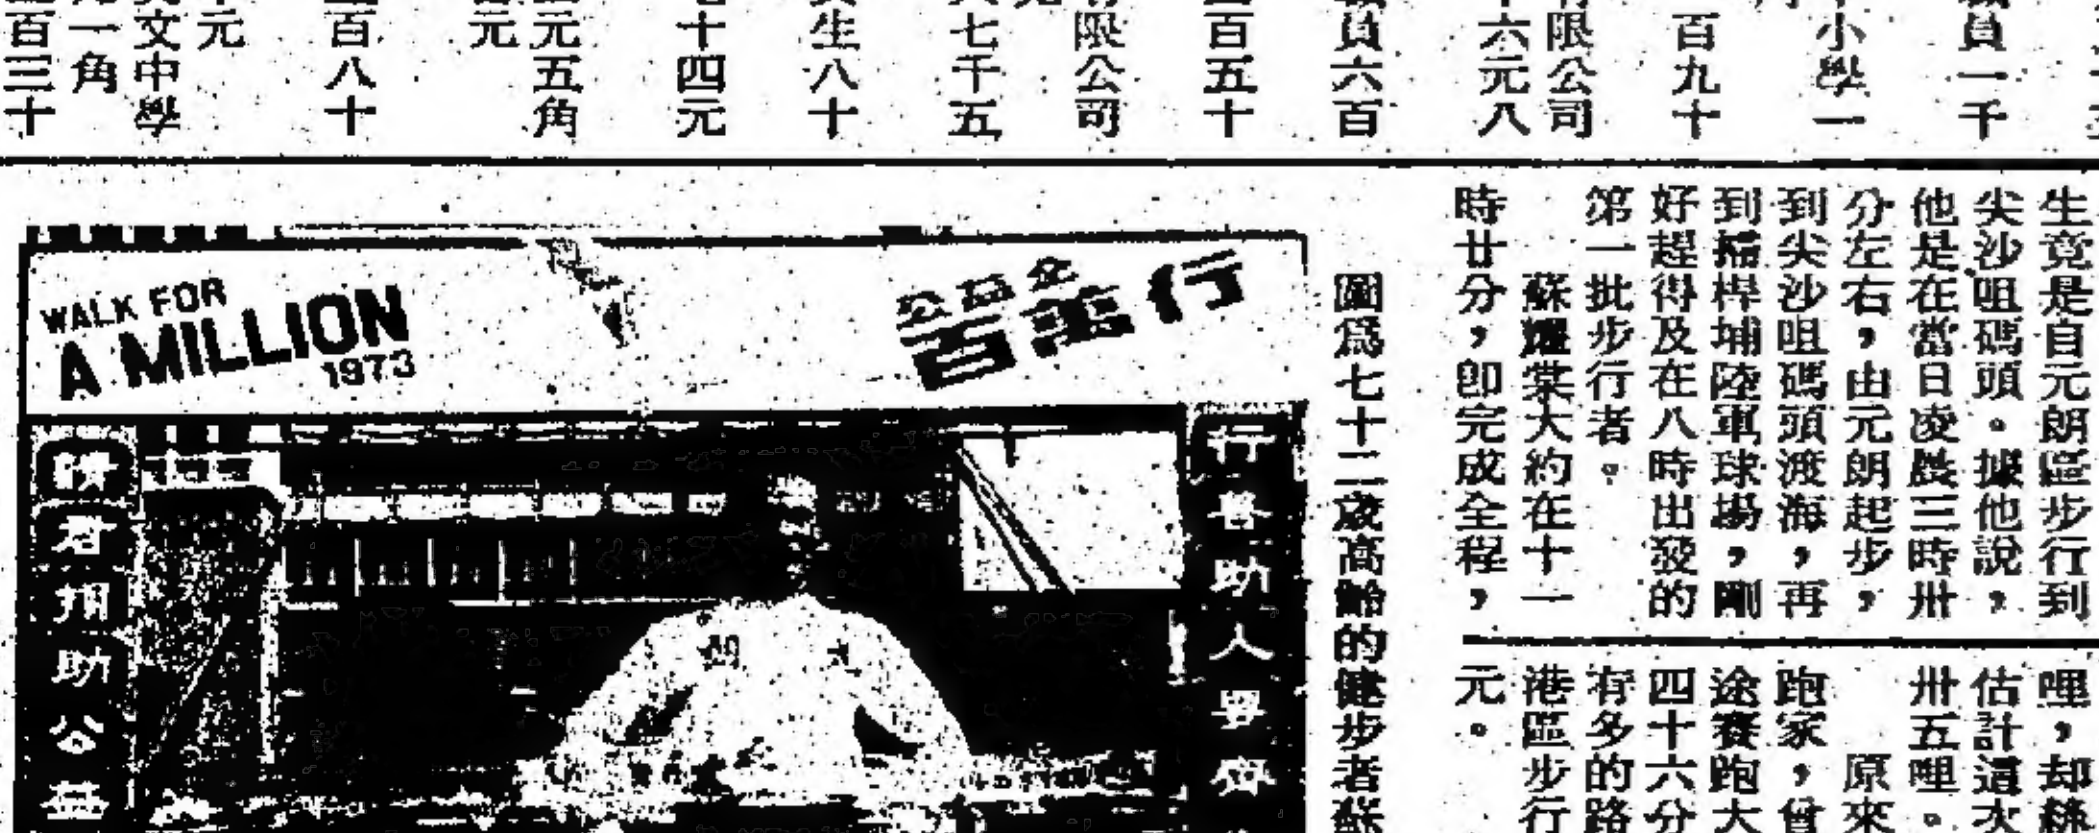 員一千
小學一
百九十
限公司
六元八
員六百
百五十
限公司
七千五
生八十
十四元
元五角
元
百八十
元
文中學
一角
百三十
生竟是自元朗區步行到
尖沙咀碼頭。據他說，
他是在當日凌晨三時卅
分左右，由元朗起步，
到尖沙咀碼頭渡海，再
到掃桿埔陸軍球場，剛
好趕得及在八時出發的
第一批步行者。
蘇耀棠大約在十一
時廿分，卽完成全程，
哩，却
估計這次
卅五哩。
原來
跑家，曾
途賽跑大
四十六分
有多的路
港區步行
元。
圖為七十二歲高齡的健步者蘇
WALK FOR
A MILLION
1973
公益金
百萬行
行善助人要齊
請君捐助公益